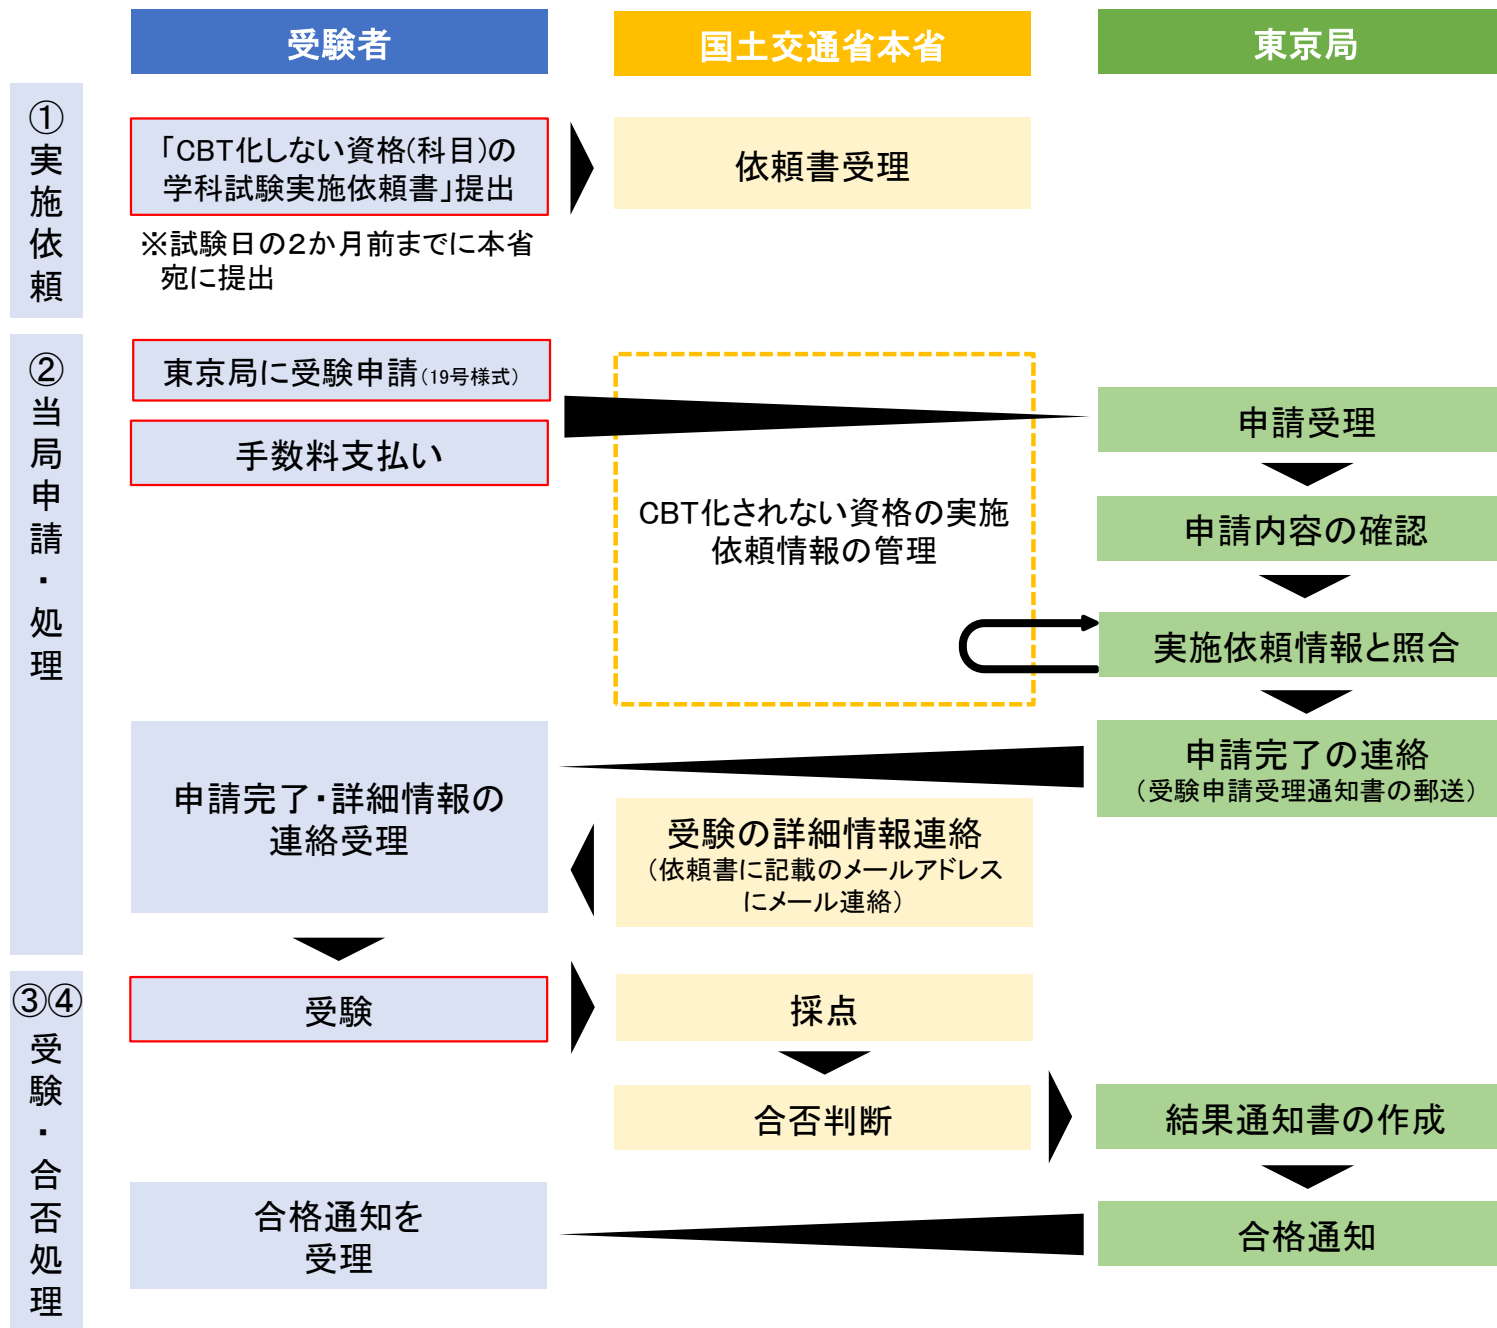 受験者
国土交通省本省
東京局
①実施依頼
「CBT化しない資格(科目)の
学科試験実施依頼書」提出
依頼書受理
※試験日の2か月前までに本省
宛に提出
②当局申請・処理
東京局に受験申請(19号様式)
手数料支払い
申請受理
CBT化されない資格の実施
依頼情報の管理
申請内容の確認
実施依頼情報と照合
申請完了の連絡
(受験申請受理通知書の郵送)
申請完了・詳細情報の
連絡受理
受験の詳細情報連絡
(依頼書に記載のメールアドレス
にメール連絡)
③④
受験・合否処理
受験
採点
合否判断
結果通知書の作成
合格通知を
受理
合格通知